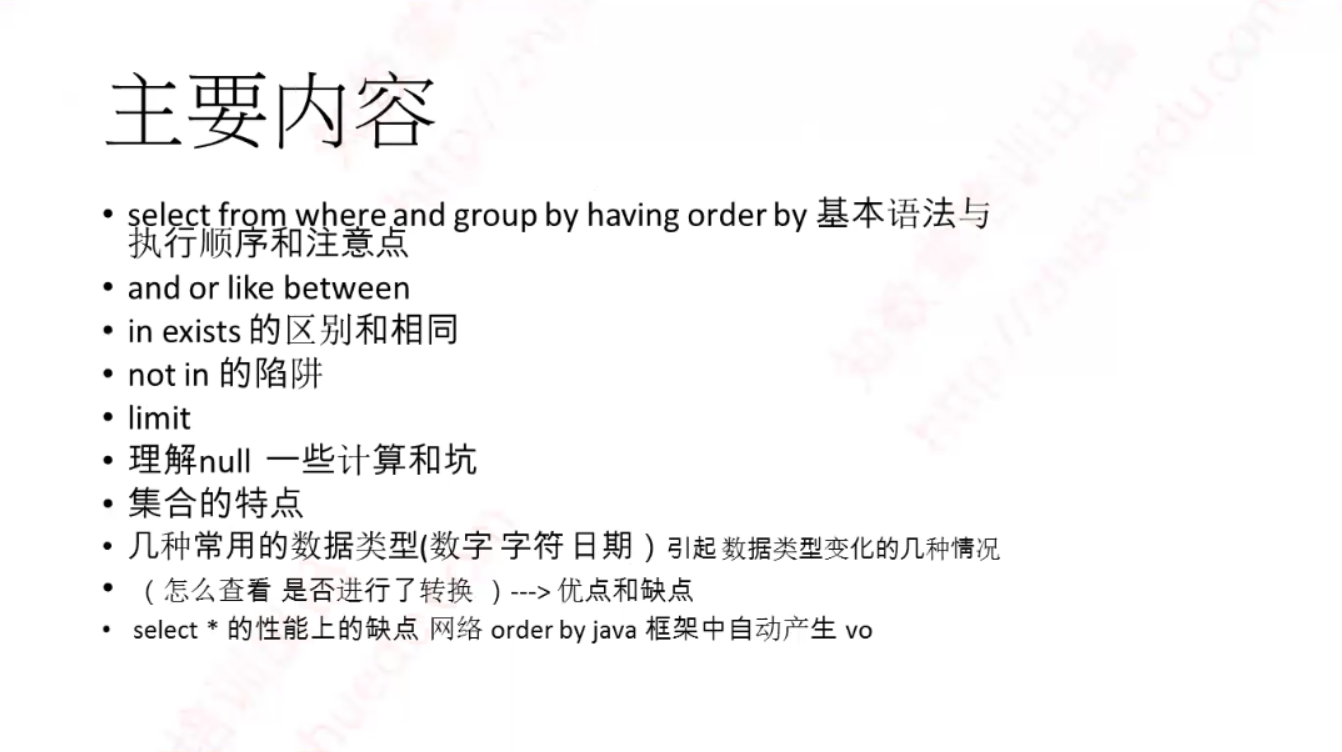 主要内容
• select from where and group by having order by 基本语法与
执行顺序和注意点
• and or like between
• in exists 的区别和相同
• not in 的陷阱
• limit
• 理解null 一些计算和坑
• 集合的特点
• 几种常用的数据类型(数字 字符 日期 ) 引起 数据类型变化的几种情况
• （怎么查看 是否进行了转换 ）---> 优点和缺点
• select * 的性能上的缺点 网络 order by java 框架中自动产生 vo